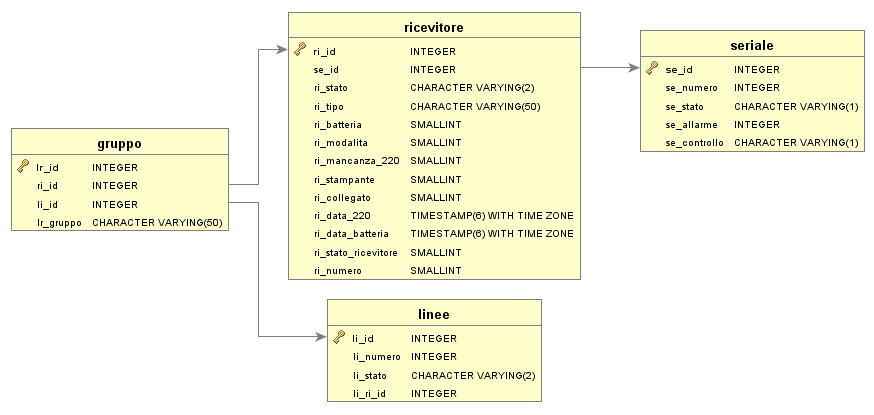 ricevitore
ri_id INTEGER
se_id INTEGER
ri_stato CHARACTER VARYING(2)
ri_tipo CHARACTER VARYING(50)
ri_batteria SMALLINT
ri_modalita SMALLINT
ri_mancanza_220 SMALLINT
ri_stampante SMALLINT
ri_collegato SMALLINT
ri_data_220 TIMESTAMP(6) WITH TIME ZONE
ri_data_batteria TIMESTAMP(6) WITH TIME ZONE
ri_stato_ricevitore SMALLINT
ri_numero SMALLINT
seriale
se_id INTEGER
se_numero INTEGER
se_stato CHARACTER VARYING(1)
se_allarme INTEGER
se_controllo CHARACTER VARYING(1)
gruppo
lr_id INTEGER
ri_id INTEGER
li_id INTEGER
lr_gruppo CHARACTER VARYING(50)
linee
li_id INTEGER
li_numero INTEGER
li_stato CHARACTER VARYING(2)
li_ri_id INTEGER